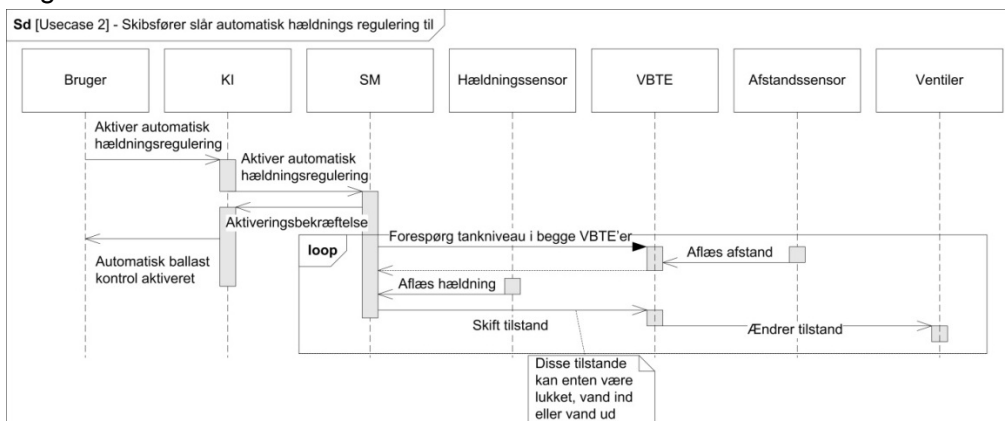 Sd [Usecase 2] - Skibsfører slår automatisk hældnings regulering til
Bruger
KI
SM
Hældningssensor
VBTE
Afstandssensor
Ventiler
Aktiver automatisk
hældningsregulering
Aktiver automatisk
hældningsregulering
Aktiveringsbekræftelse
Automatisk ballast
kontrol aktiveret
loop
Forespørg tankniveau i begge VBTE'er
Aflæs afstand
Aflæs hældning
Skift tilstand
Ændrer tilstand
Disse tilstande
kan enten være
lukket, vand ind
eller vand ud